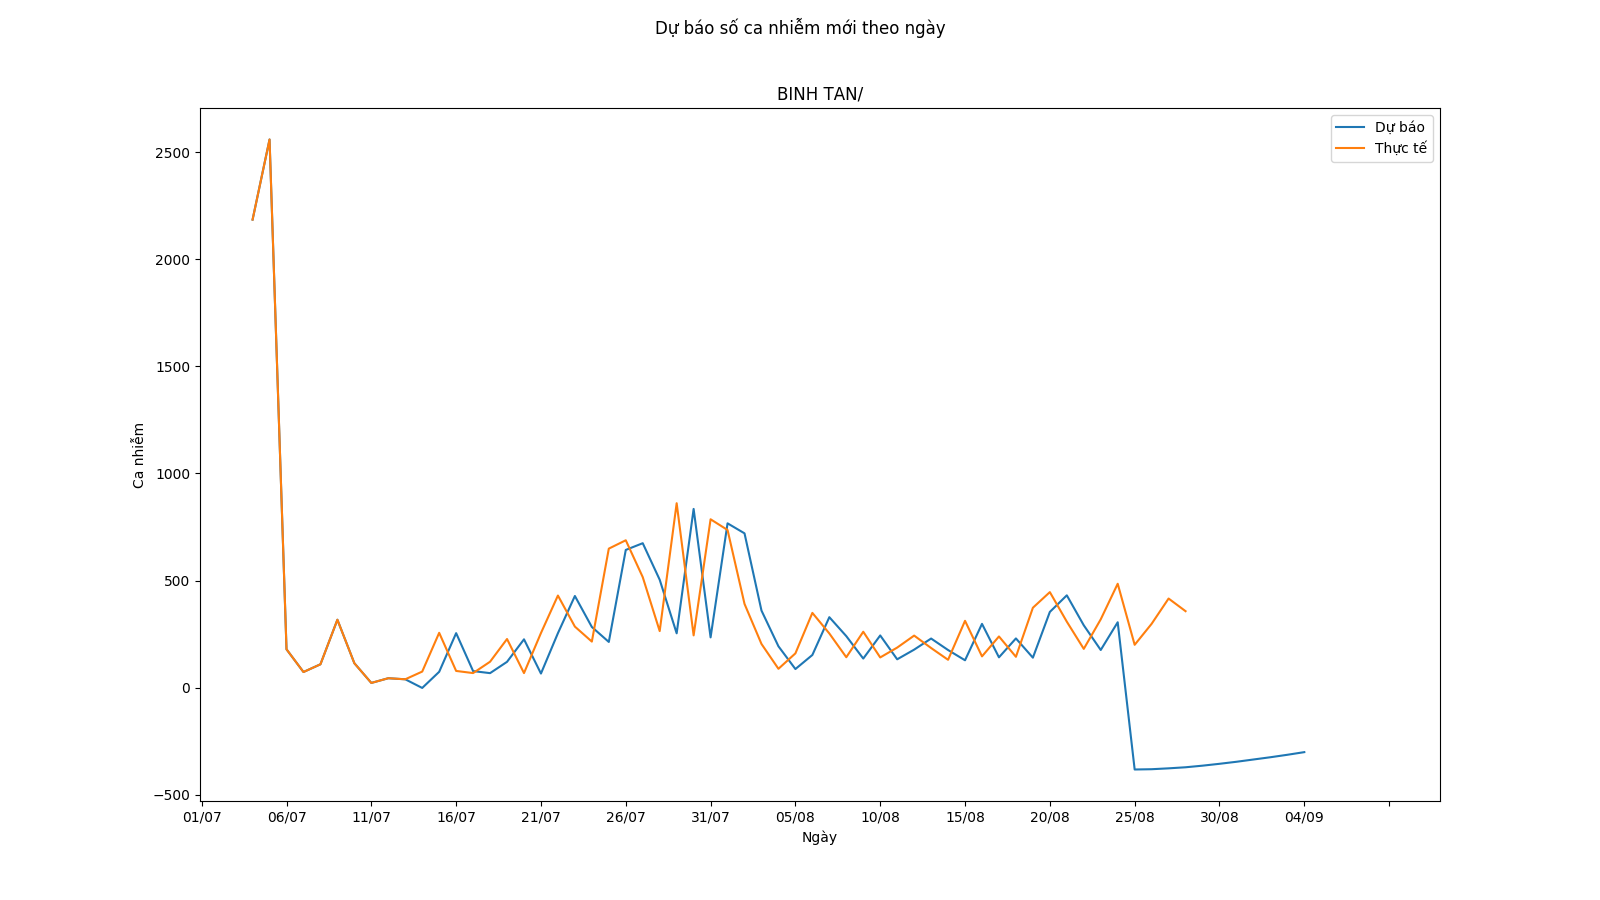 Dự báo số ca nhiễm mới theo ngày
BINH TAN/
Dự báo
Thực tế
2500
2000
1500
1000
500
0
−500
Ca nhiễm
01/07 06/07 11/07 16/07 21/07 26/07 31/07 05/08 10/08 15/08 20/08 25/08 30/08 04/09
Ngày